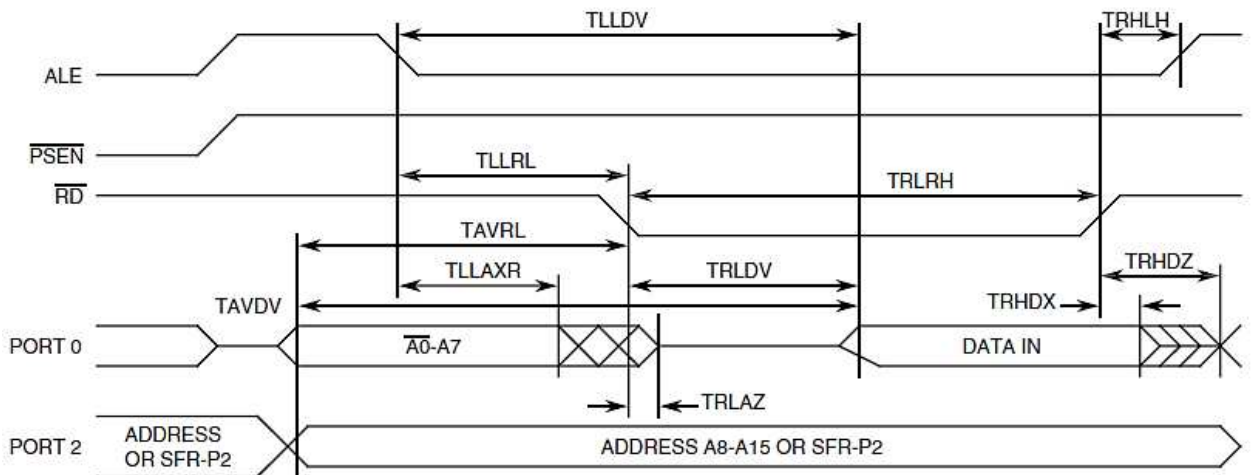 TLLDV
TRHLH
ALE
PSEN
TLLRL
RD
TRLRH
TAVRL
TLLAXR
TRLDV
TRHDZ
TAVDV
TRHDX
PORT 0
A0-A7
DATA IN
TRLAZ
PORT 2
ADDRESS
OR SFR-P2
ADDRESS A8-A15 OR SFR-P2